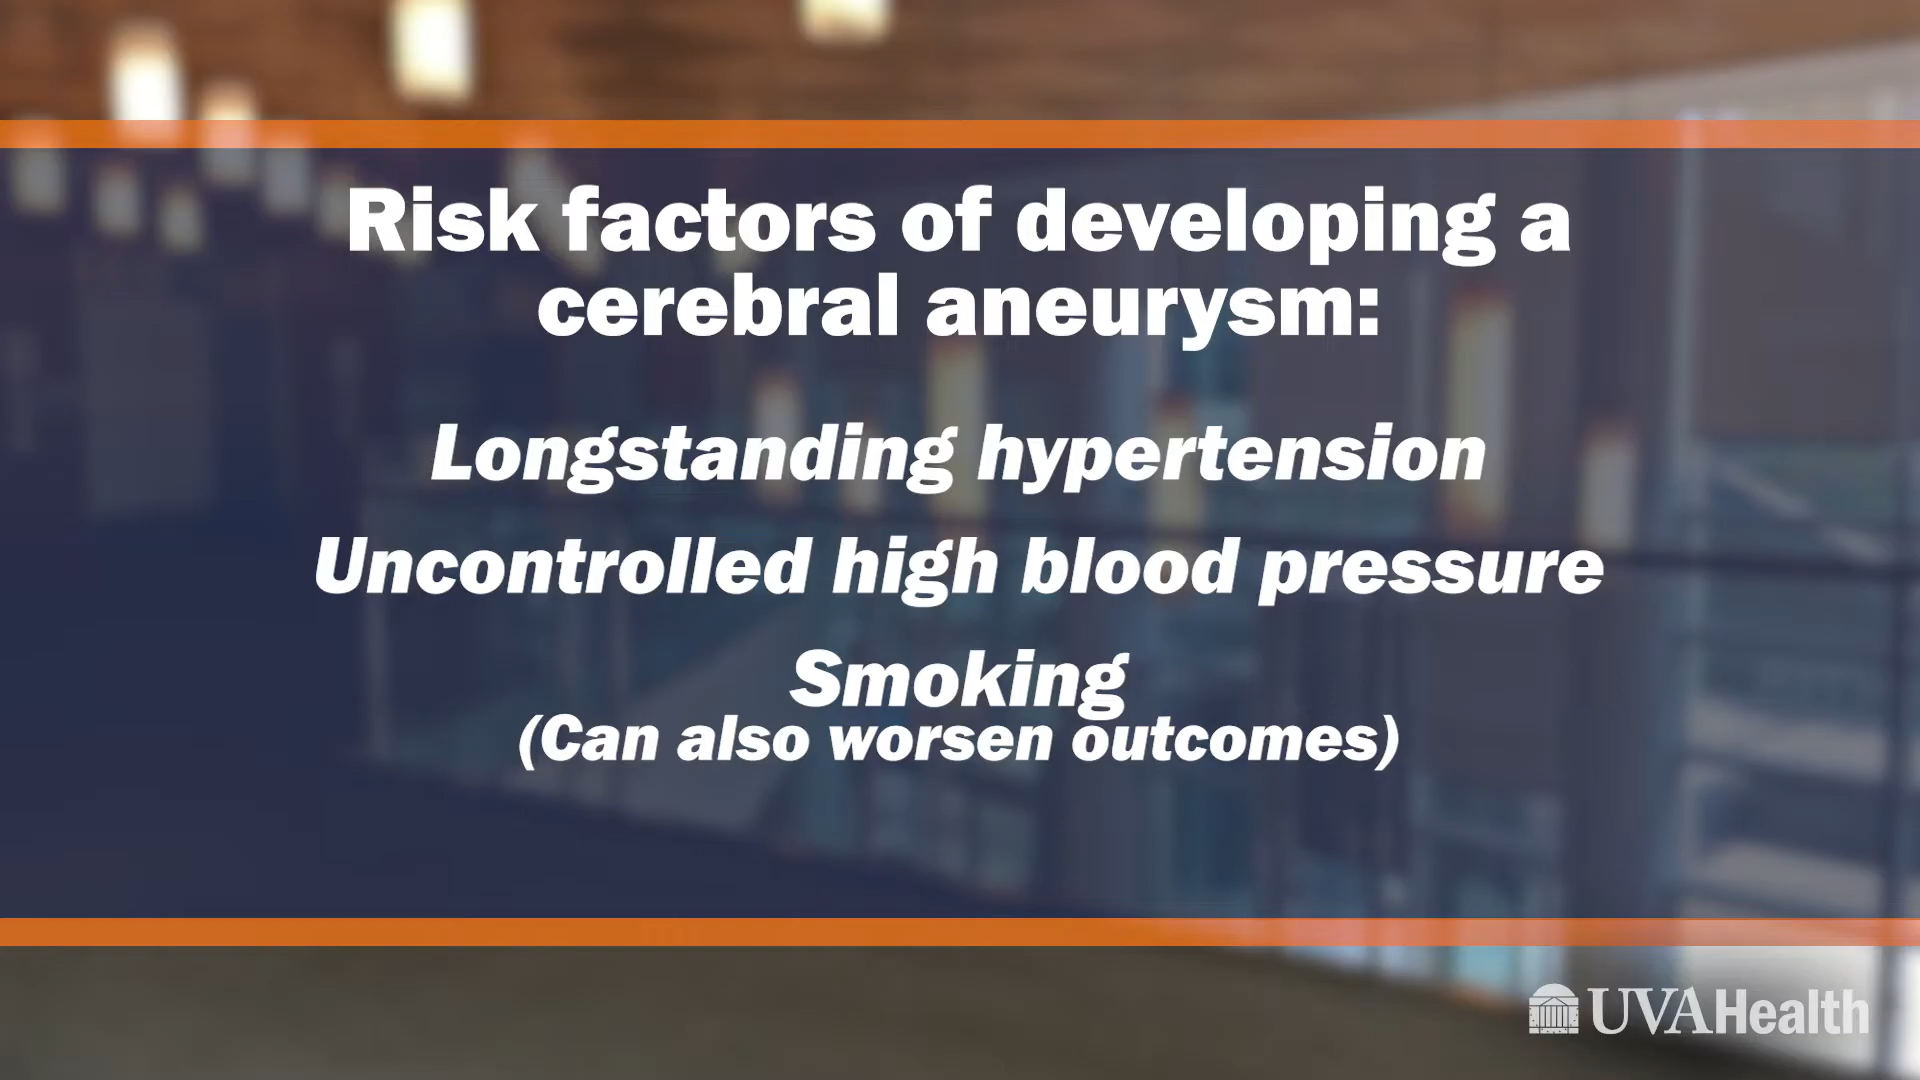 Risk factors of developing a
cerebral aneurysm:
Longstanding hypertension
Uncontrolled high blood pressure
Smoking
(Can also worsen outcomes)
UVAHealth